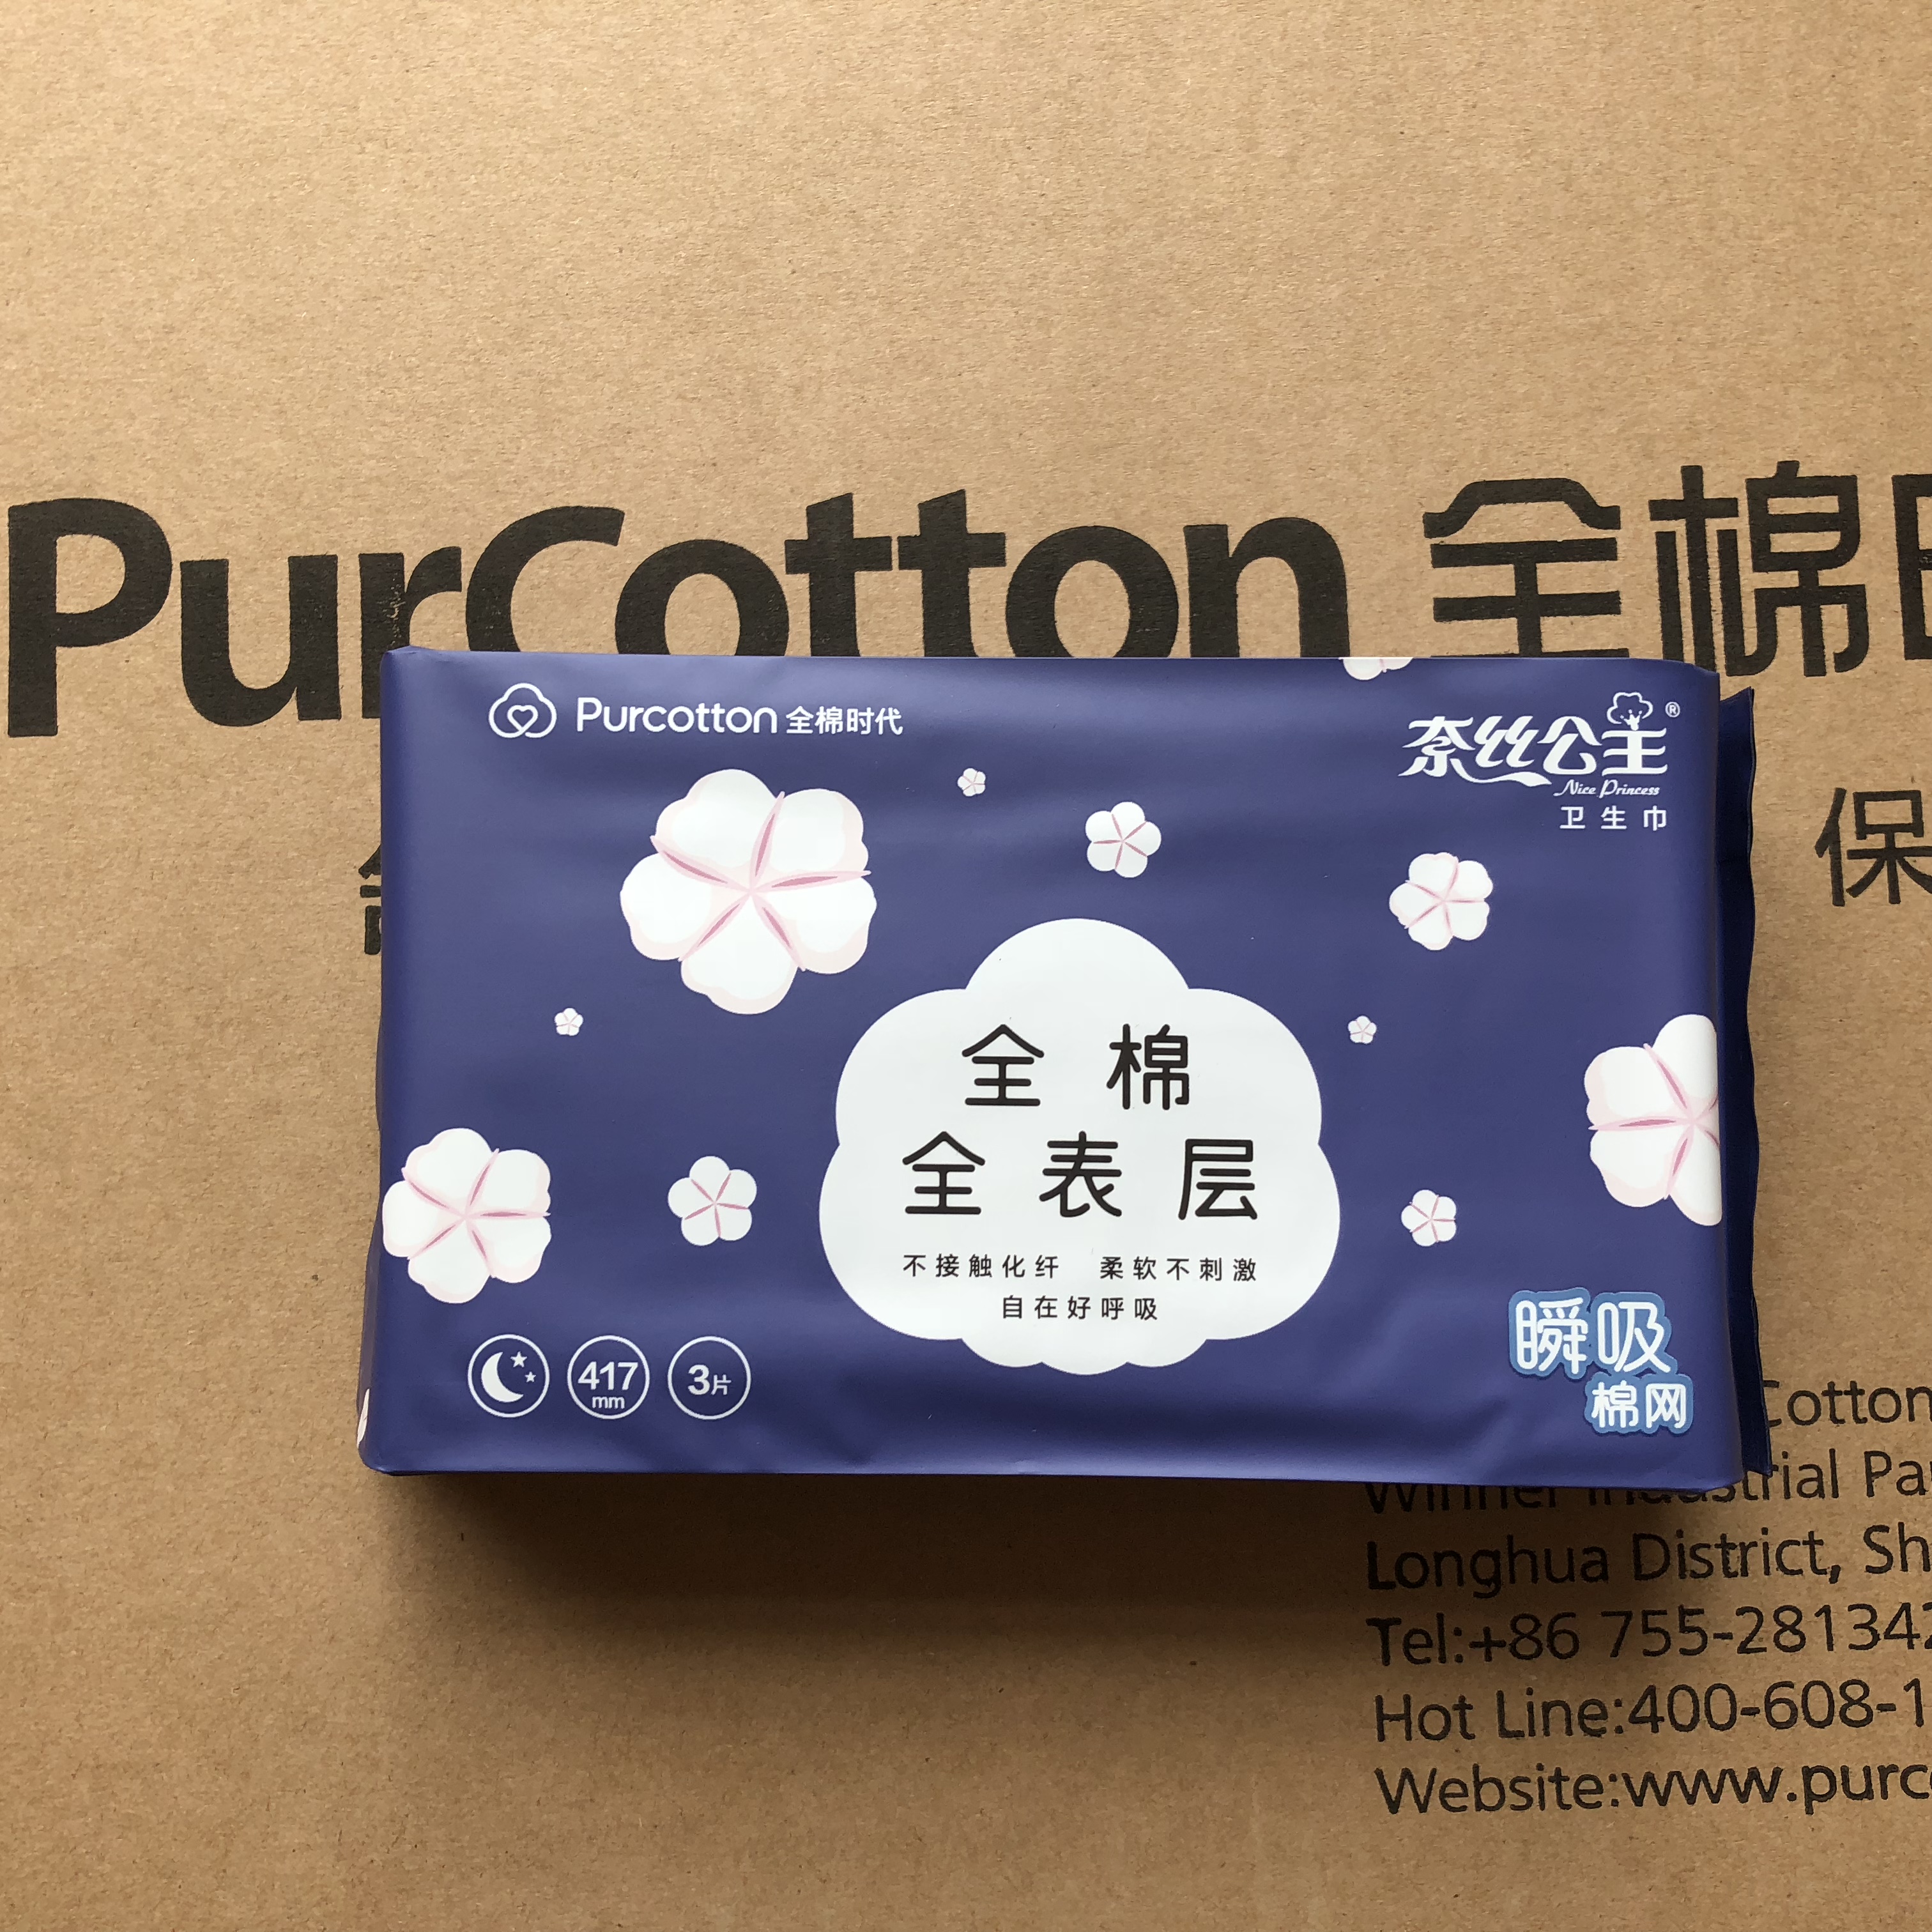 PurCotton 全棉
保
Purcotton 全棉时代
奈丝公主®
Nice Princess
卫生巾
全棉
全表层
不接触化纤 柔软不刺激
自在好呼吸
417
mm
3片
瞬吸
棉网
Cotton
Winner Industrial Pa
Longhua District, Sh
Tel:+86 755-28134
Hot Line:400-608-1
Website:www.purc